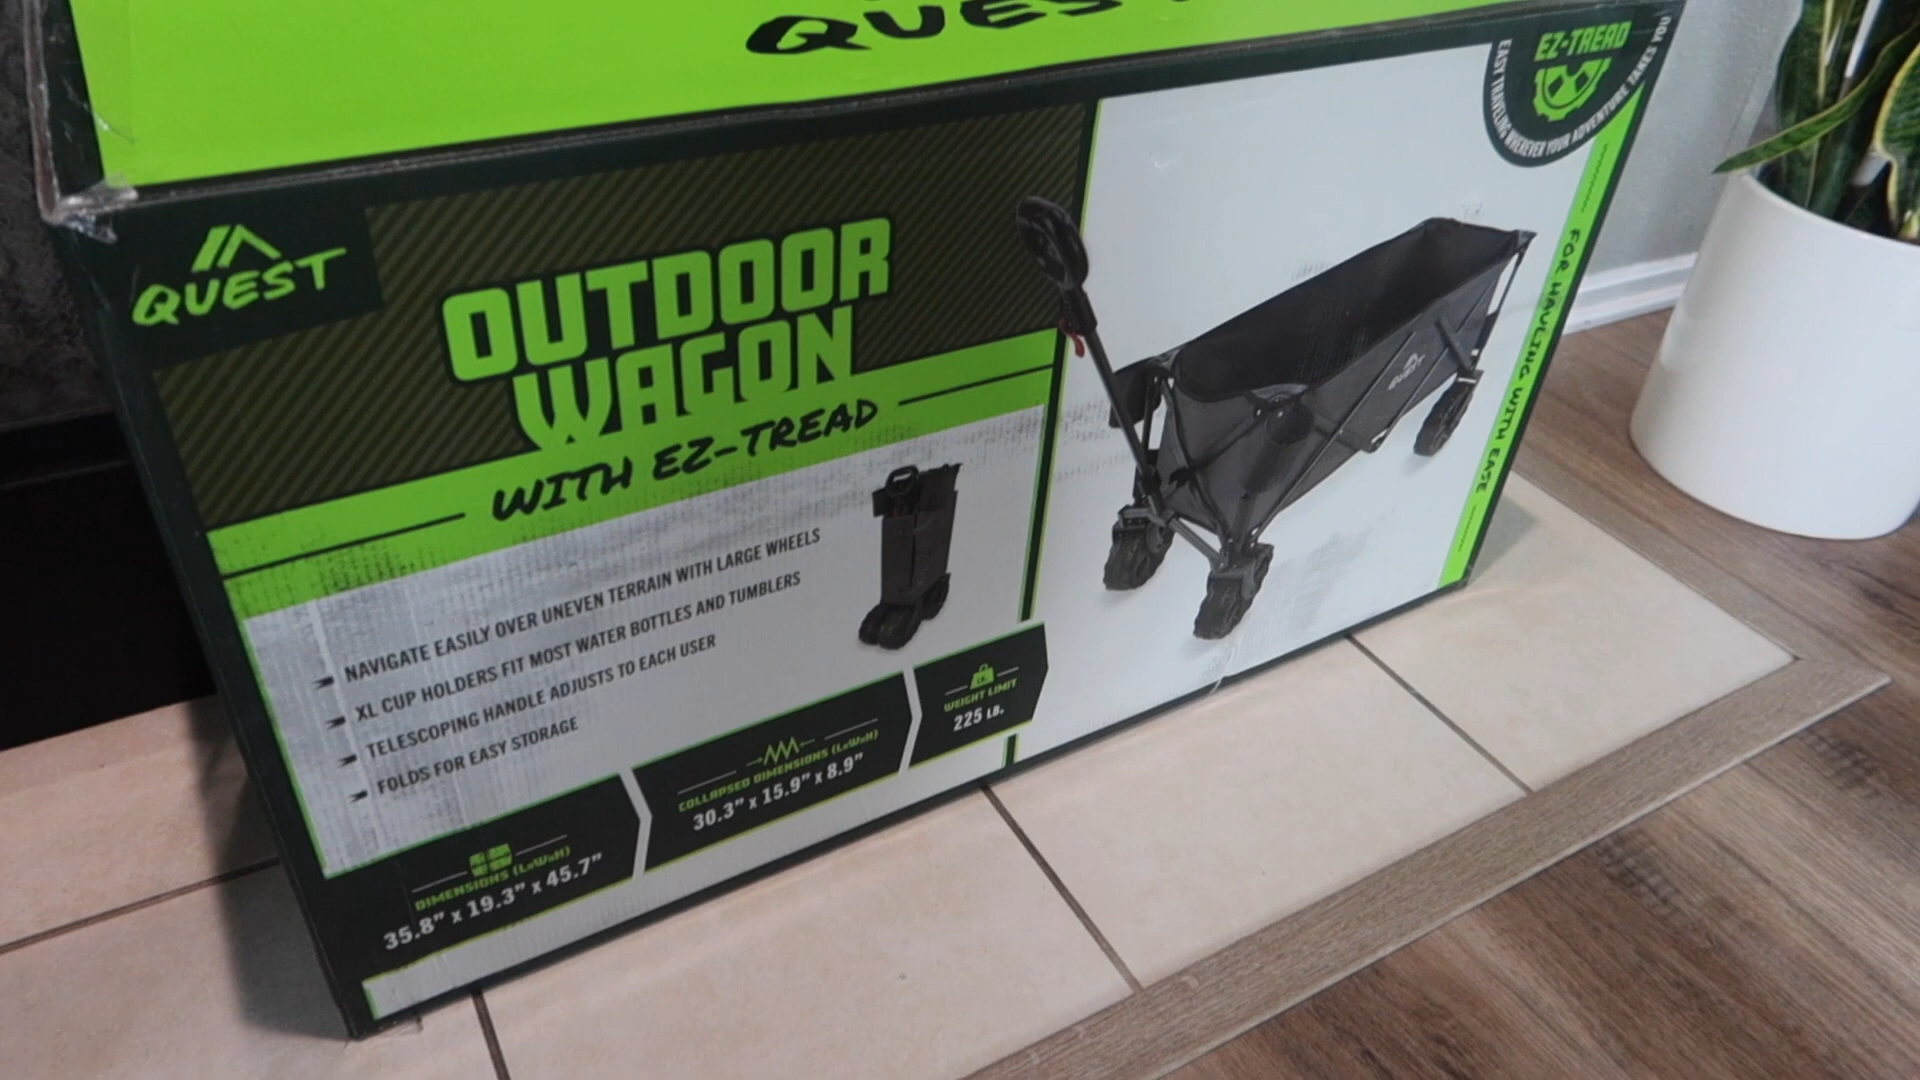 QUEST
EZ-TREAD
EASY TRAVELING WHEREVER YOUR ADVENTURE TAKES YOU
QUEST
OUTDOOR
WAGON
WITH EZ-TREAD
NAVIGATE EASILY OVER UNEVEN TERRAIN WITH LARGE WHEELS
XL CUP HOLDERS FIT MOST WATER BOTTLES AND TUMBLERS
TELESCOPING HANDLE ADJUSTS TO EACH USER
FOLDS FOR EASY STORAGE
DIMENSIONS (LxWxH)
35.8" x 19.3" x 45.7"
COLLAPSED DIMENSIONS (LxWxH)
30.3" x 15.9" x 8.9"
WEIGHT LIMIT
225 LB.
QUEST
FOR HAULING WITH EASE